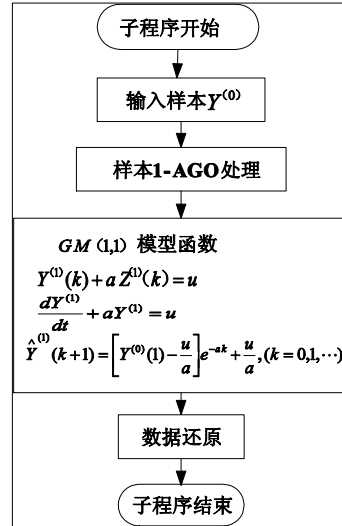 子程序开始
输入样本Y^(0)
样本1-AGO处理
GM (1,1) 模型函数
Y^(1)(k)+aZ^(1)(k)=u
dY^(1)/dt+aY^(1)=u
Ŷ^(1)(k+1)=[Y^(0)(1)-u/a]e^(-ak)+u/a,(k=0,1,⋯)
数据还原
子程序结束